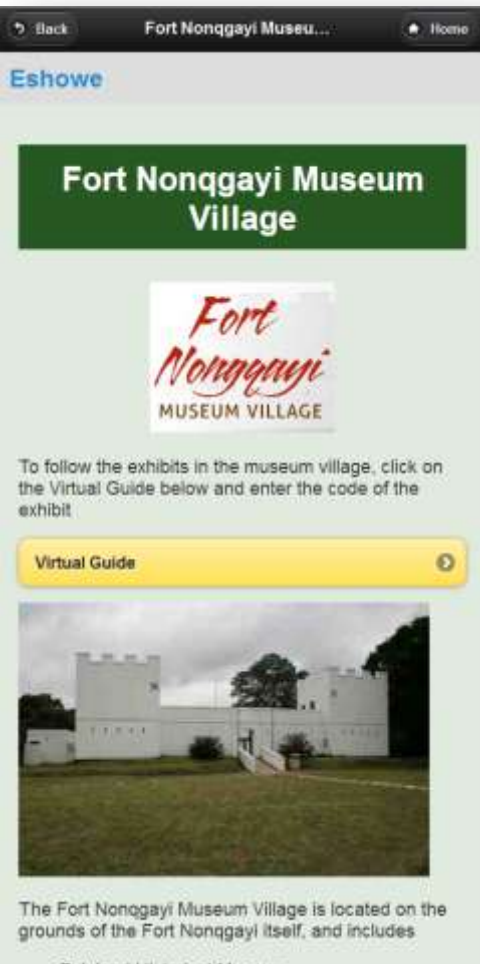 Back
Fort Nonqgayi Museu...
Home
Eshowe
Fort Nonqgayi Museum
Village
Fort
Nongqayi
MUSEUM VILLAGE
To follow the exhibits in the museum village, click on
the Virtual Guide below and enter the code of the
exhibit
Virtual Guide
The Fort Nonqgayi Museum Village is located on the
grounds of the Fort Nonqgayi itself, and includes